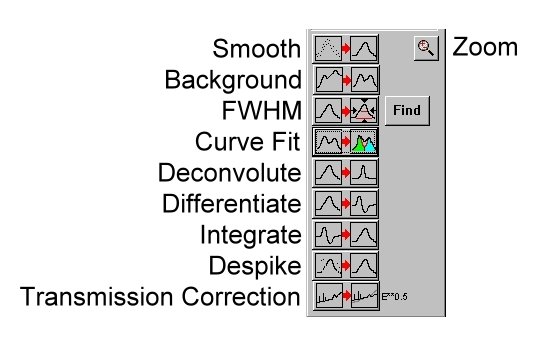 Smooth
Zoom
Background
FWHM
Find
Curve Fit
Deconvolute
Differentiate
Integrate
Despike
Transmission Correction
E**0.5